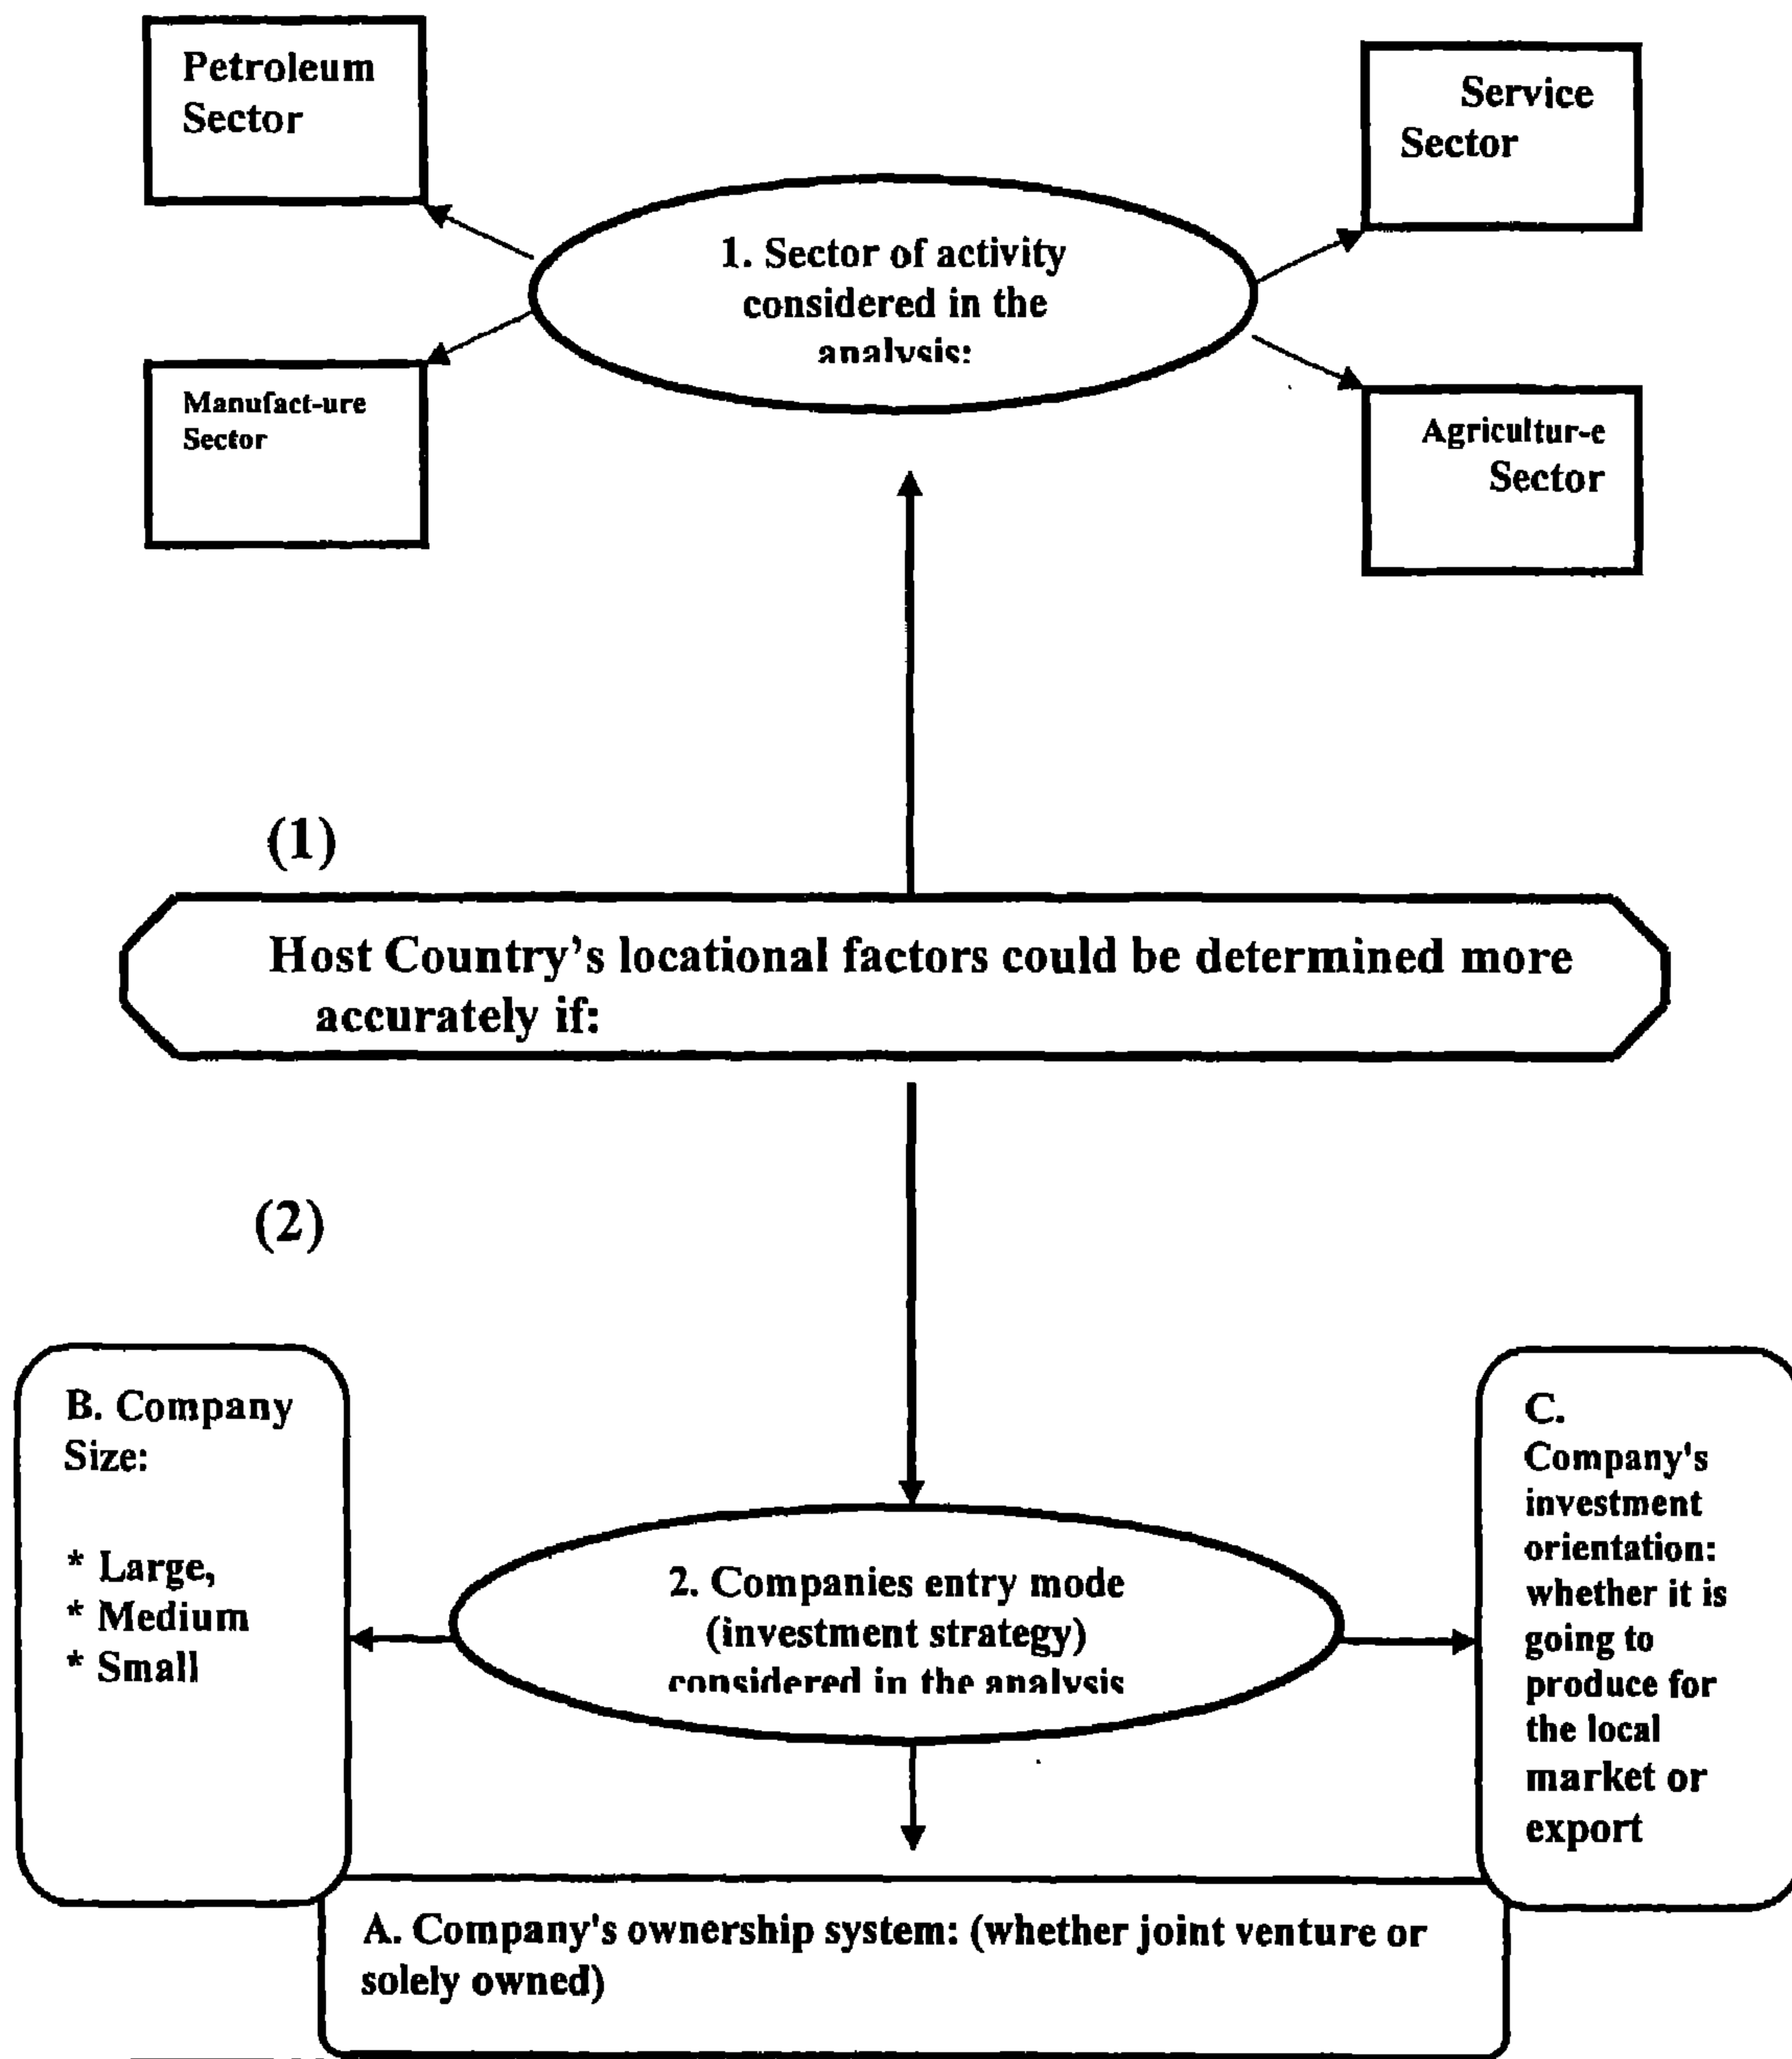 Petroleum
Sector
Service
Sector
1. Sector of activity
considered in the
analysis:
Manufact-ure
Sector
Agricultur-e
Sector
(1)
Host Country's locational factors could be determined more
accurately if:
(2)
B. Company
Size:
* Large,
* Medium
* Small
2. Companies entry mode
(investment strategy)
considered in the analysis
C.
Company's
investment
orientation:
whether it is
going to
produce for
the local
market or
export
A. Company's ownership system: (whether joint venture or
solely owned)